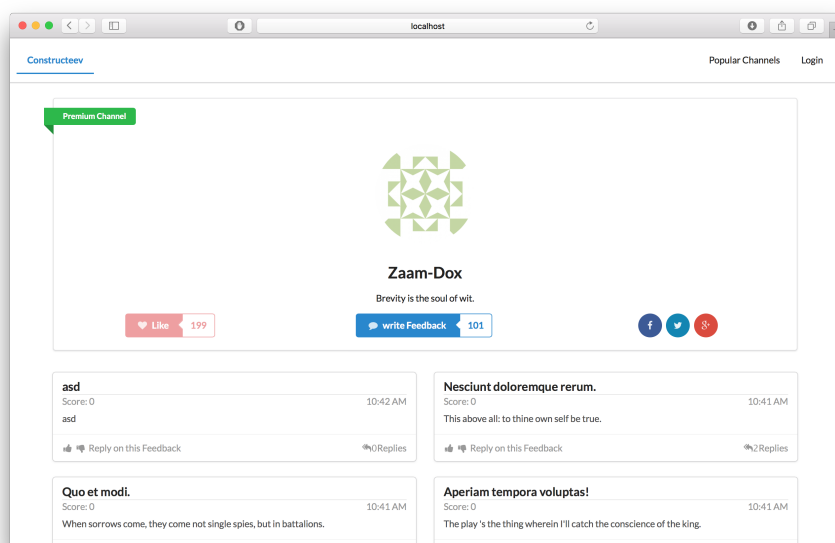 localhost
Constructeev
Popular Channels
Login
Premium Channel
Zaam-Dox
Brevity is the soul of wit.
Like 199
write Feedback 101
asd
Score: 0 10:42 AM
asd
Reply on this Feedback 0Replies
Nesciunt doloremque rerum.
Score: 0 10:41 AM
This above all: to thine own self be true.
Reply on this Feedback 2Replies
Quo et modi.
Score: 0 10:41 AM
When sorrows come, they come not single spies, but in battalions.
Aperiam tempora voluptas!
Score: 0 10:41 AM
The play 's the thing wherein I'll catch the conscience of the king.